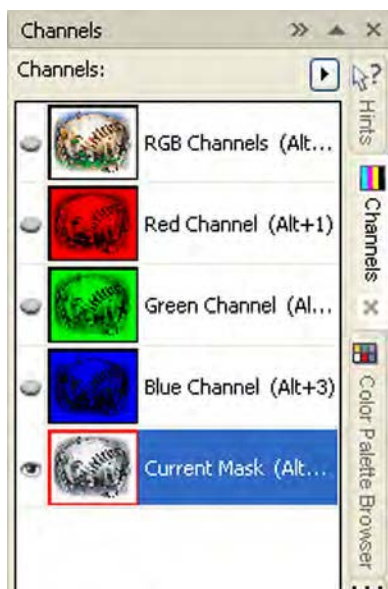 Channels
Channels:
RGB Channels (Alt...
Red Channel (Alt+1)
Green Channel (Al...
Blue Channel (Alt+3)
Current Mask (Alt...
Hints
Channels
Color Palette Browser